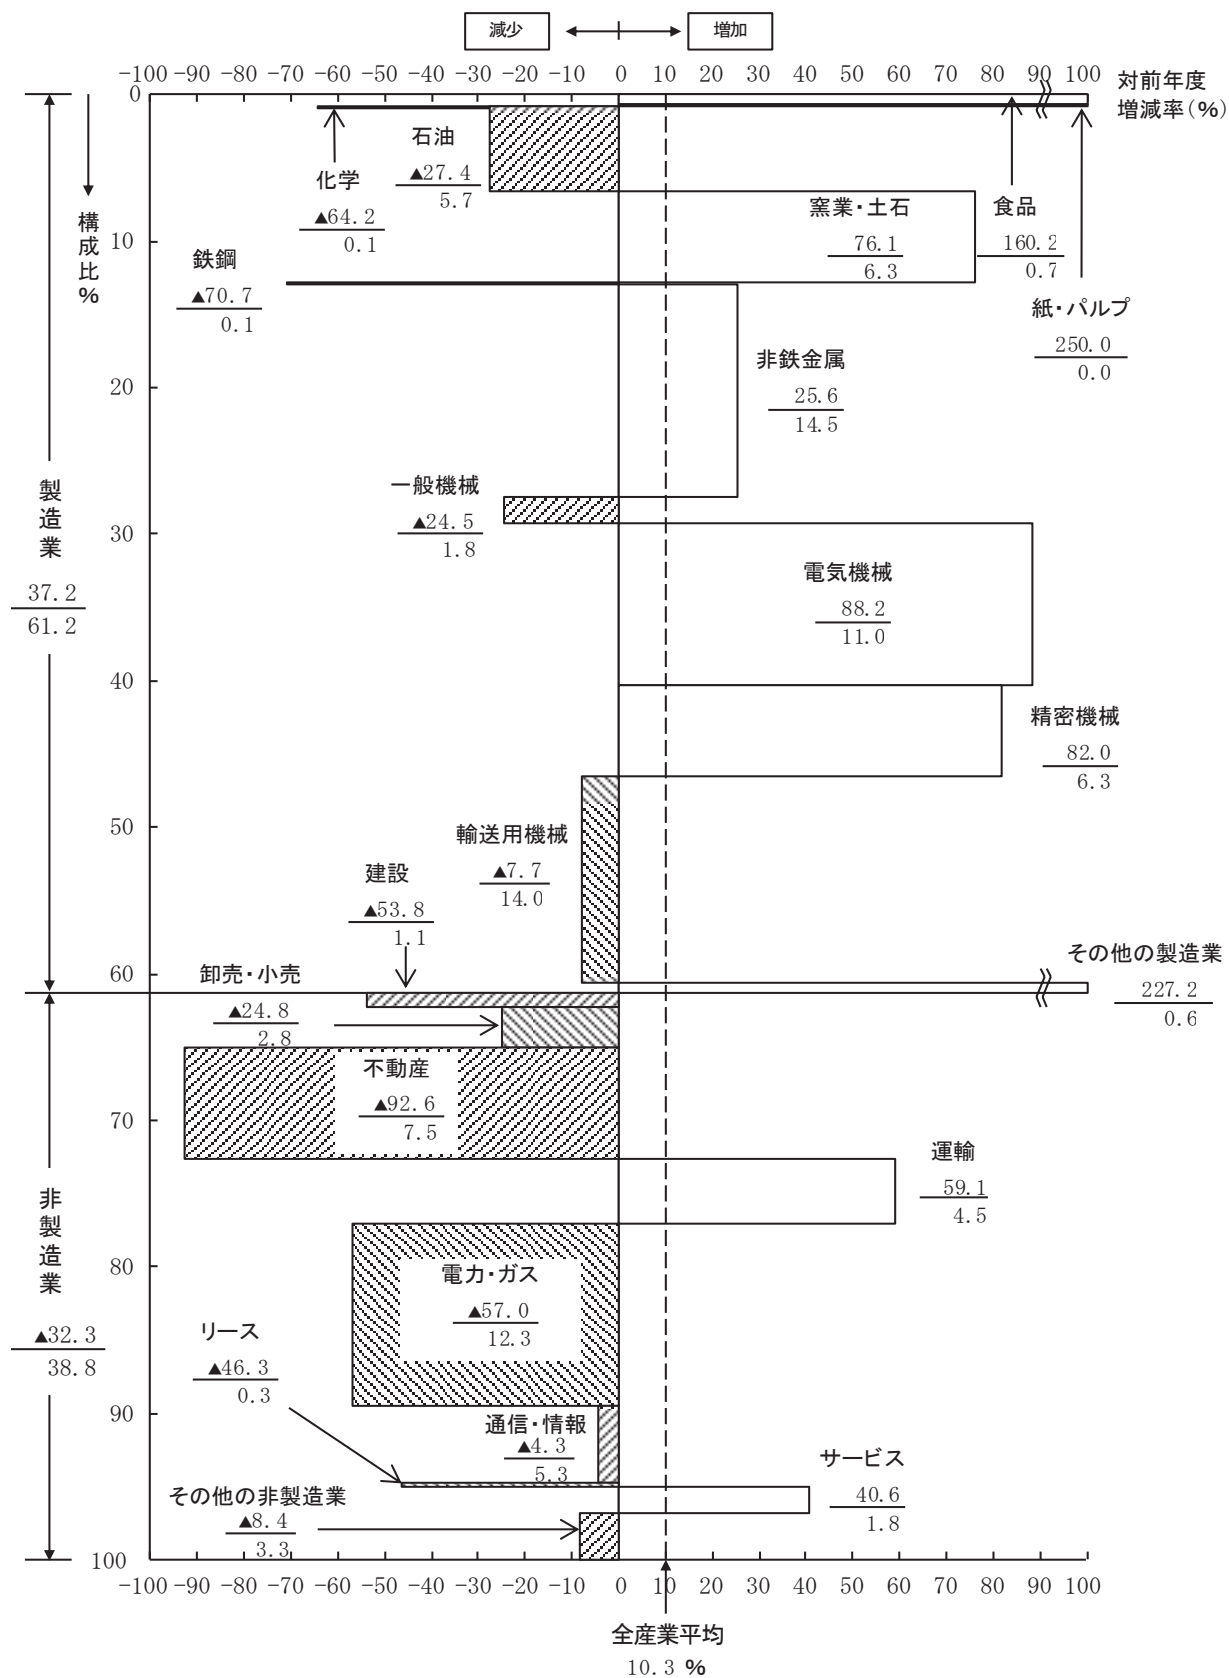 減少 増加
-100 -90 -80 -70 -60 -50 -40 -30 -20 -10 0 10 20 30 40 50 60 70 80 90 100
対前年度
増減率(%)
0
10
20
30
40
50
60
70
80
90
100
構成比%
製造業
37.2
61.2
非製造業
▲32.3
38.8
石油
▲27.4
5.7
化学
▲64.2
0.1
窯業・土石
76.1
6.3
食品
160.2
0.7
鉄鋼
▲70.7
0.1
紙・パルプ
250.0
0.0
非鉄金属
25.6
14.5
一般機械
▲24.5
1.8
電気機械
88.2
11.0
精密機械
82.0
6.3
輸送用機械
▲7.7
14.0
建設
▲53.8
1.1
その他の製造業
227.2
0.6
卸売・小売
▲24.8
2.8
不動産
▲92.6
7.5
運輸
59.1
4.5
電力・ガス
▲57.0
12.3
リース
▲46.3
0.3
通信・情報
▲4.3
5.3
サービス
40.6
1.8
その他の非製造業
▲8.4
3.3
-100 -90 -80 -70 -60 -50 -40 -30 -20 -10 0 10 20 30 40 50 60 70 80 90 100
全産業平均
10.3 %